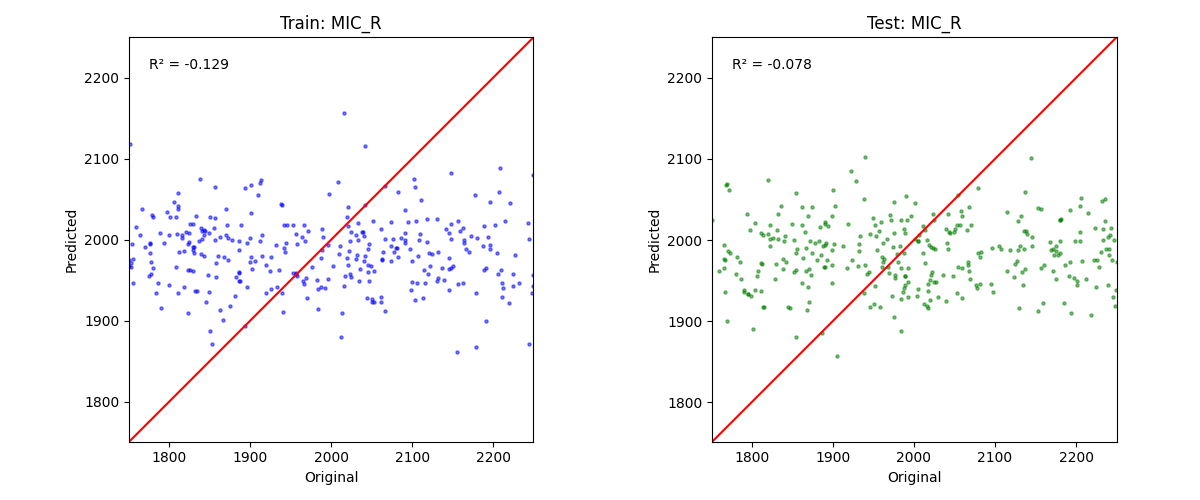 Train: MIC_R
R² = -0.129
2200
2100
2000
1900
1800
Predicted
1800 1900 2000 2100 2200
Original
Test: MIC_R
R² = -0.078
2200
2100
2000
1900
1800
Predicted
1800 1900 2000 2100 2200
Original